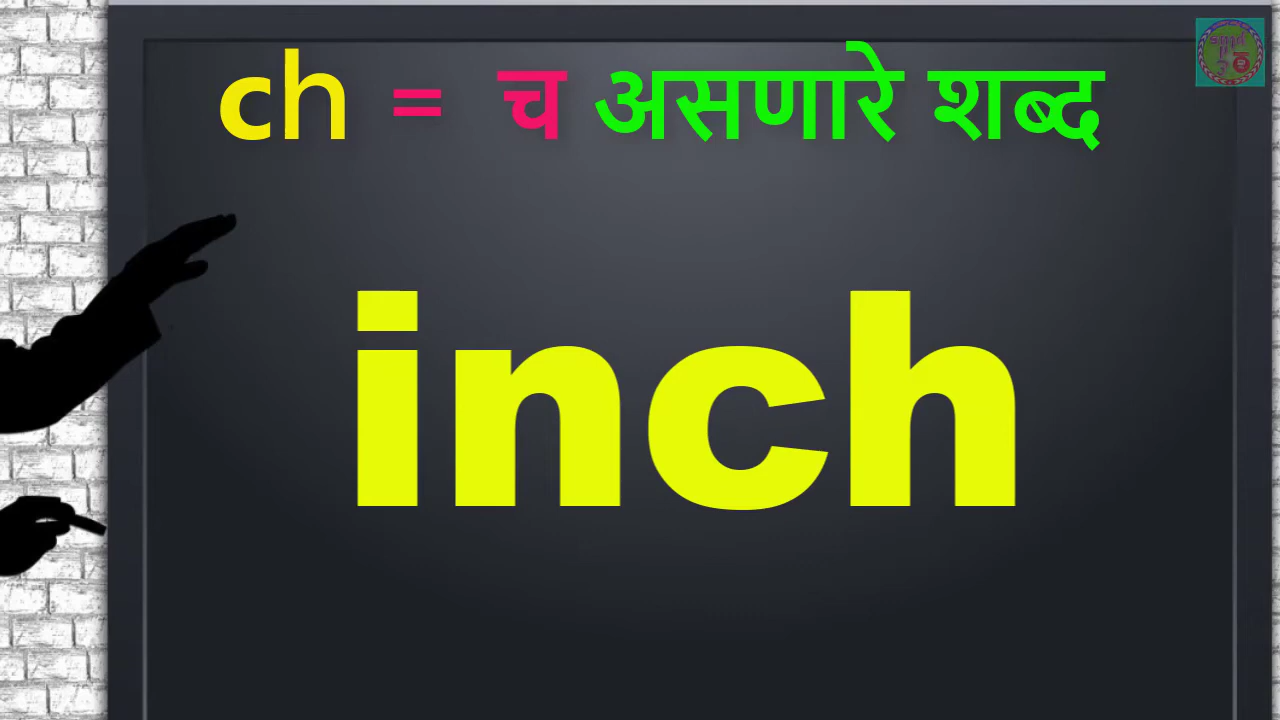 ch = च असणारे शब्द
inch